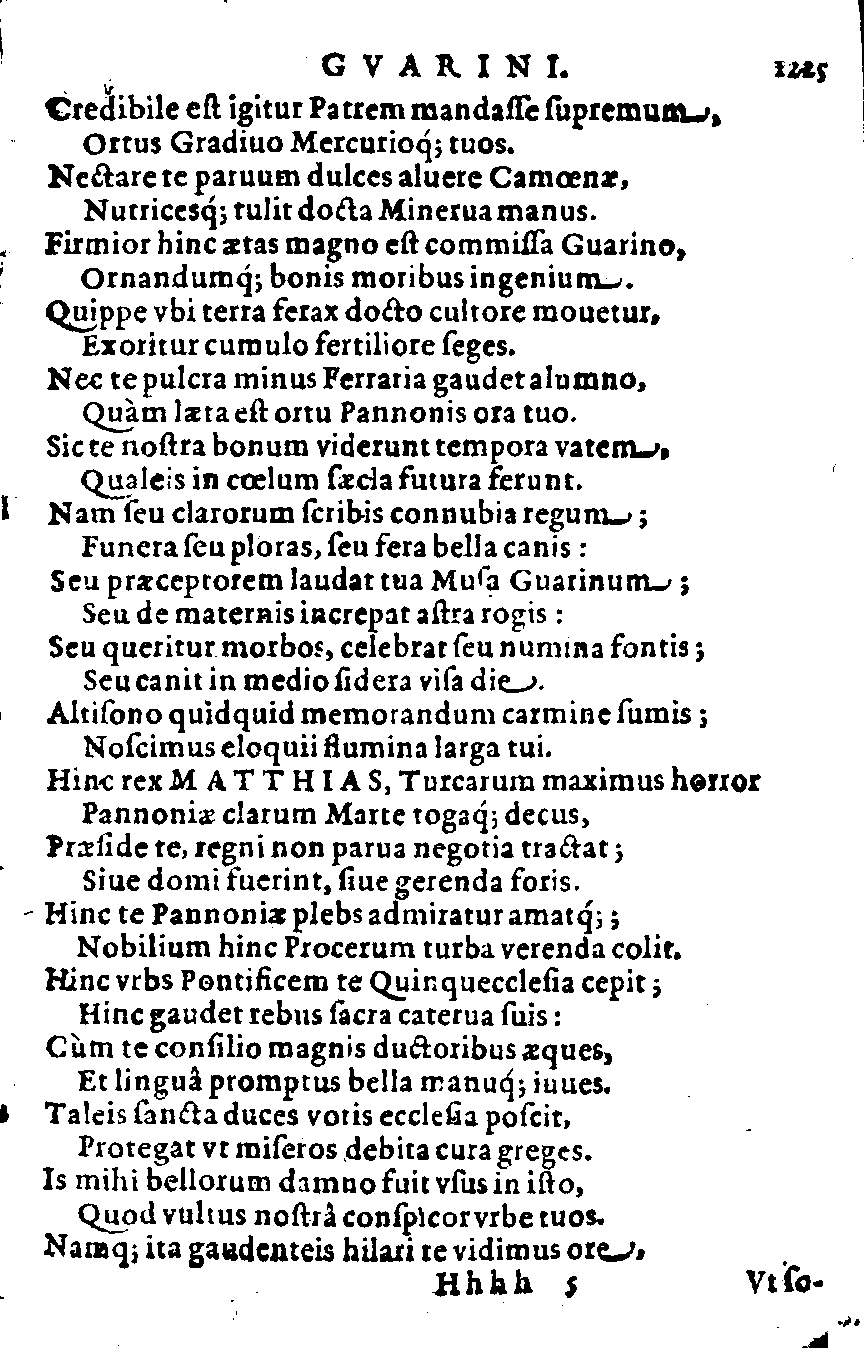 GVARINI. 1225
Credibile eſt igitur Patrem mandaſſe ſupremum,
Ortus Gradiuo Mercurioq́; tuos.
Nectare te paruum dulces aluere Camœnæ,
Nutricesq́; tulit docta Minerua manus.
Firmior hinc ætas magno eſt commiſſa Guarino,
Ornandumq́; bonis moribus ingenium.
Quippe vbi terra ferax docto cultore mouetur,
Exoritur cumulo fertiliore ſeges.
Nec te pulcra minus Ferraria gaudet alumno,
Quàm læta eſt ortu Pannonis ora tuo.
Sic te noſtra bonum viderunt tempora vatem,
Qualeis in cœlum ſæcla futura ferunt.
Nam ſeu clarorum ſcribis connubia regum;
Funera ſeu ploras, ſeu fera bella canis:
Seu præceptorem laudat tua Muſa Guarinum;
Seu de maternis increpat aſtra rogis:
Seu queritur morbos, celebrat ſeu numina fontis;
Seu canit in medio ſidera viſa die.
Altiſono quidquid memorandum carmine ſumis;
Noſcimus eloquii flumina larga tui.
Hinc rex MATTHIAS, Turcarum maximus horror
Pannoniæ clarum Marte togaq́; decus,
Præſide te, regni non parua negotia tractat;
Siue domi fuerint, ſiue gerenda foris.
Hinc te Pannoniæ plebs admiratur amatq́;;
Nobilium hinc Procerum turba verenda colit.
Hinc vrbs Pontificem te Quinqueccleſia cepit;
Hinc gaudet rebus ſacra caterua ſuis:
Cùm te conſilio magnis ductoribus æques,
Et linguâ promptus bella manuq́; iuues.
Taleis ſancta duces votis eccleſia poſcit,
Protegat vt miſeros debita cura greges.
Is mihi bellorum damno fuit vſus in iſto,
Quod vultus noſtrâ conſpicor vrbe tuos.
Namq; ita gaudenteis hilari te vidimus ore,
Hhhh 5 Vt ſo-